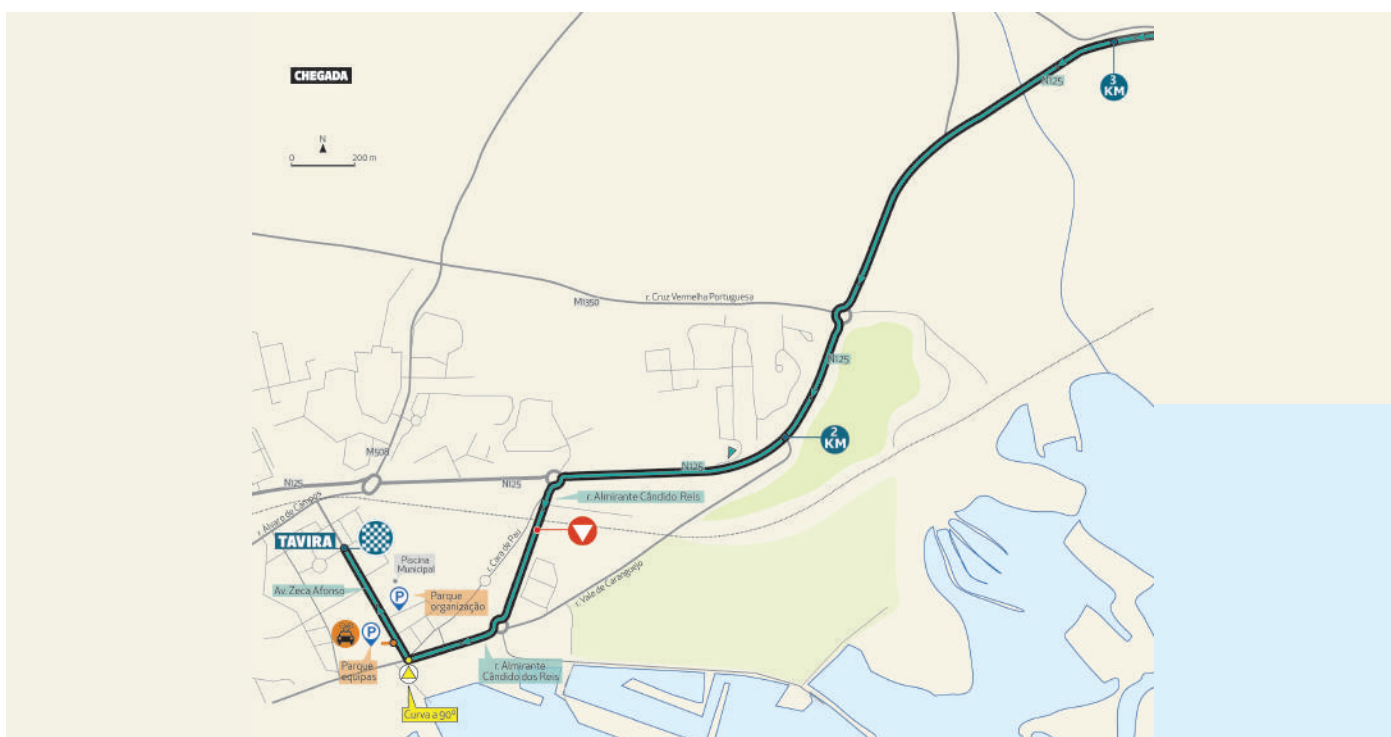 CHEGADA
N
0 200 m
N125
3
KM
M1350
r. Cruz Vermelha Portuguesa
N125
2
KM
M508
N125
N125
N125
r. Almirante Cândido Reis
r. Álvaro de Campos
TAVIRA
r. Cara de Pau
Piscina
Municipal
r. Vale de Caranguejo
Av. Zeca Afonso
P
Parque
organização
P
Parque
equipas
r. Almirante
Cândido dos Reis
Curva a 90º